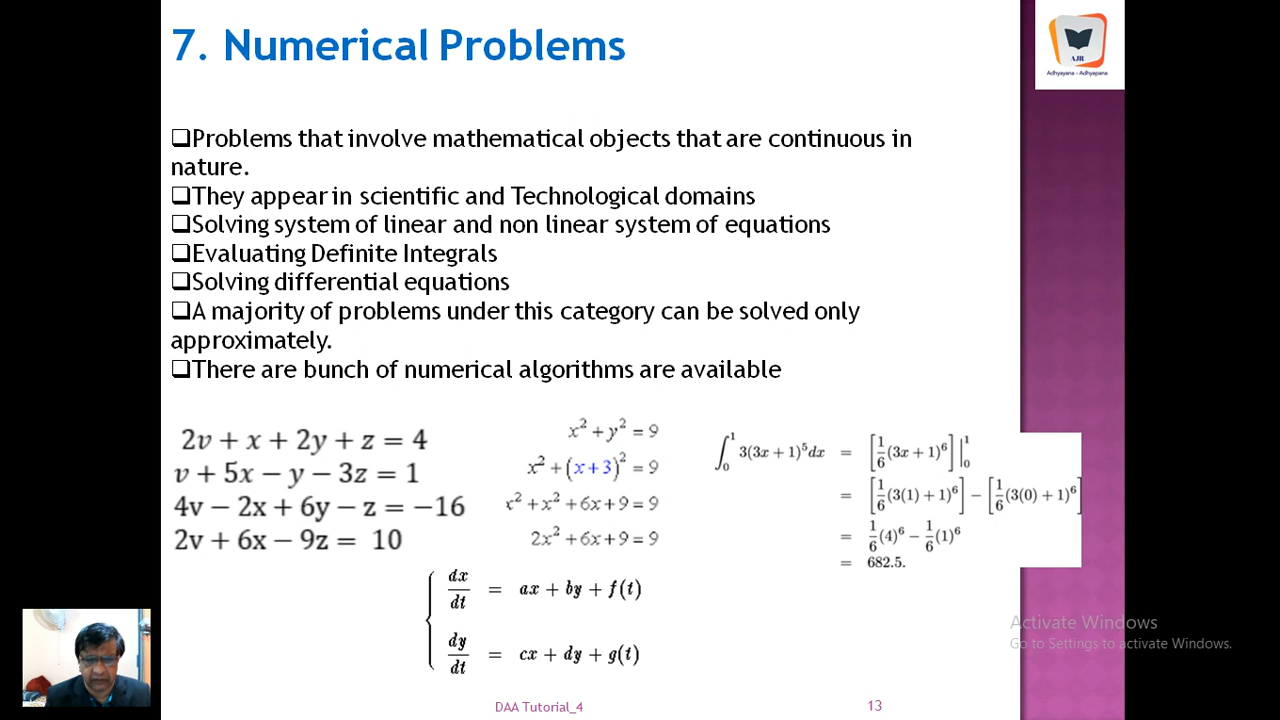 7. Numerical Problems
AJR
Adhyayana - Adhyapana
❑Problems that involve mathematical objects that are continuous in
nature.
❑They appear in scientific and Technological domains
❑Solving system of linear and non linear system of equations
❑Evaluating Definite Integrals
❑Solving differential equations
❑A majority of problems under this category can be solved only
approximately.
❑There are bunch of numerical algorithms are available
2v + x + 2y + z = 4
v + 5x − y − 3z = 1
4v − 2x + 6y − z = −16
2v + 6x − 9z = 10
x² + y² = 9
x² + (x+3)² = 9
x² + x² + 6x + 9 = 9
2x² + 6x + 9 = 9
∫₀¹ 3(3x + 1)⁵dx = [1/6 (3x + 1)⁶] |₀¹
= [1/6 (3(1) + 1)⁶] − [1/6 (3(0) + 1)⁶]
= 1/6 (4)⁶ − 1/6 (1)⁶
= 682.5.
dx/dt = ax + by + f(t)
dy/dt = cx + dy + g(t)
Activate Windows
Go to Settings to activate Windows.
DAA Tutorial_4
13